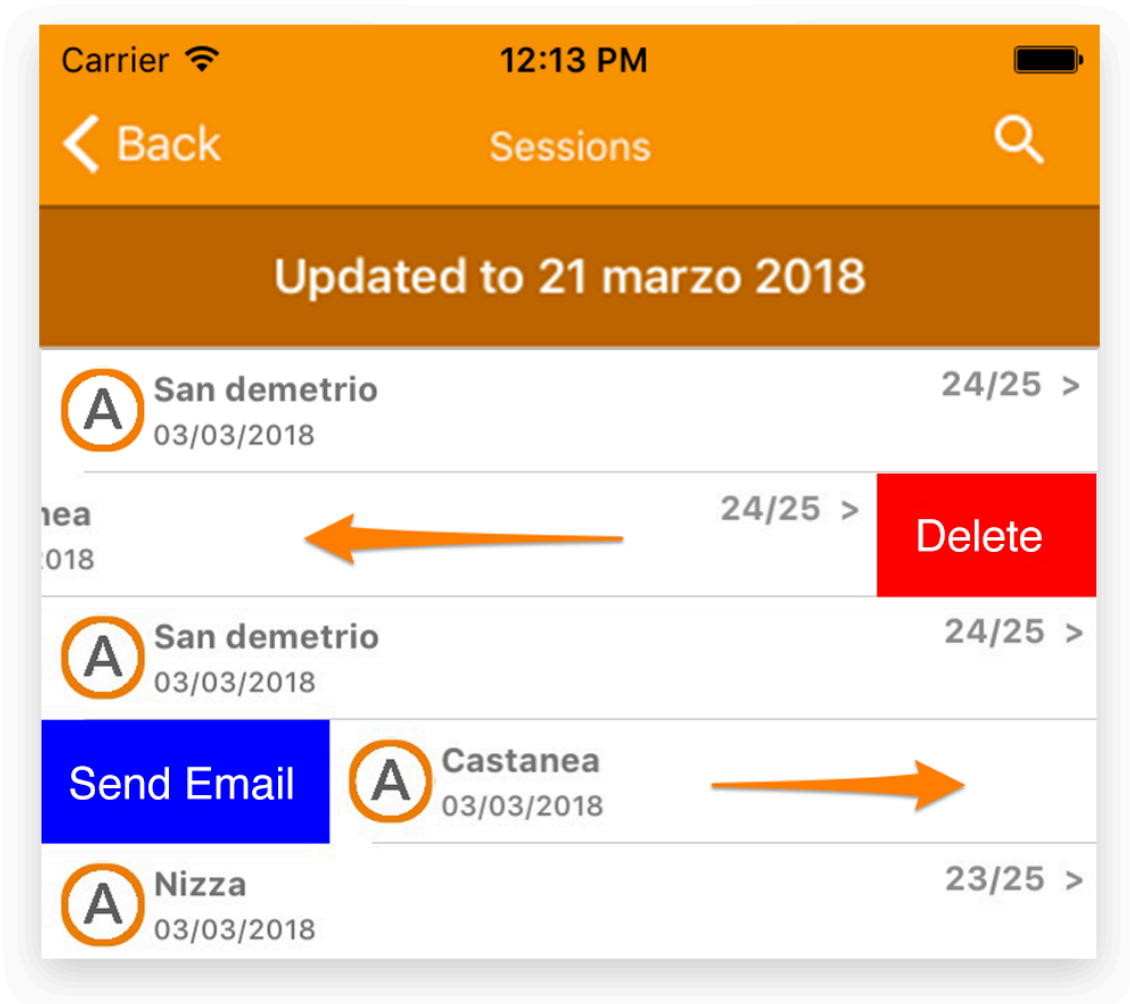 Carrier 12:13 PM
Back Sessions
Updated to 21 marzo 2018
A San demetrio 24/25 >
03/03/2018
nea 24/25 > Delete
2018
A San demetrio 24/25 >
03/03/2018
Send Email A Castanea
03/03/2018
A Nizza 23/25 >
03/03/2018